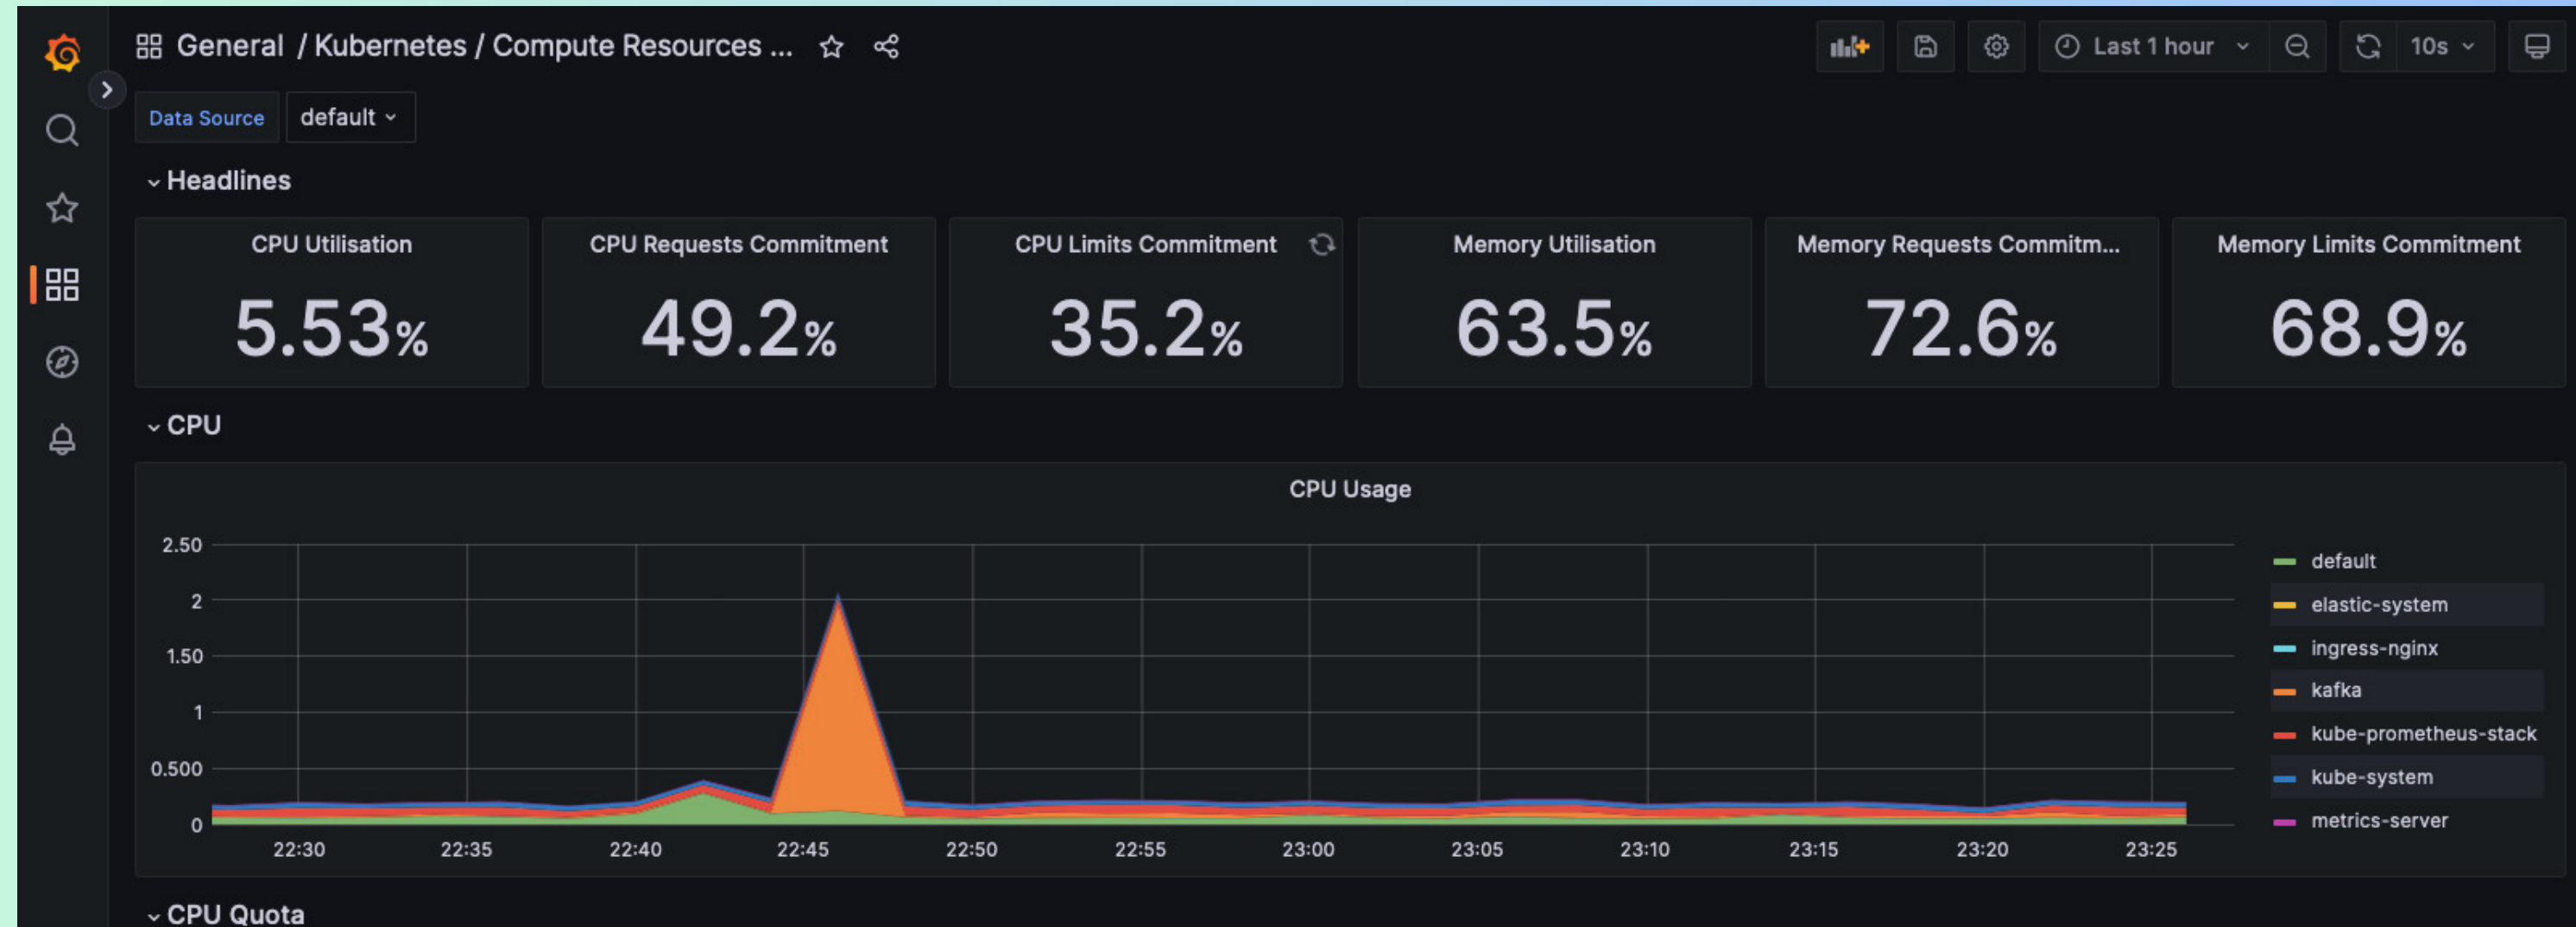 General / Kubernetes / Compute Resources ...
Last 1 hour
10s
Data Source
default
Headlines
CPU Utilisation
5.53%
CPU Requests Commitment
49.2%
CPU Limits Commitment
35.2%
Memory Utilisation
63.5%
Memory Requests Commitm...
72.6%
Memory Limits Commitment
68.9%
CPU
CPU Usage
2.50
2
1.50
1
0.500
0
22:30
22:35
22:40
22:45
22:50
22:55
23:00
23:05
23:10
23:15
23:20
23:25
default
elastic-system
ingress-nginx
kafka
kube-prometheus-stack
kube-system
metrics-server
CPU Quota